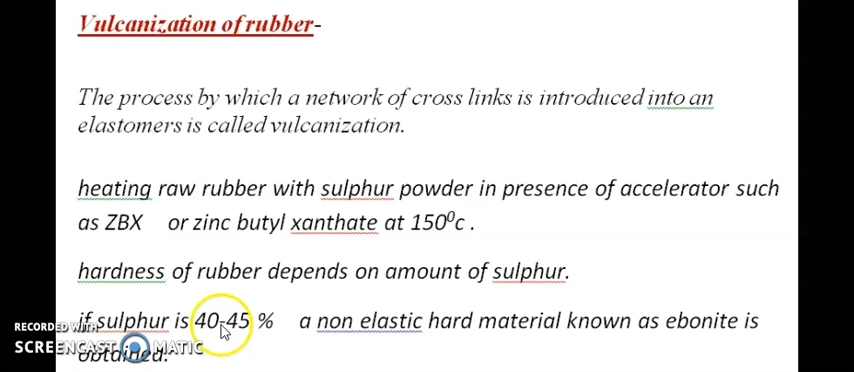 Vulcanization of rubber-
The process by which a network of cross links is introduced into an
elastomers is called vulcanization.
heating raw rubber with sulphur powder in presence of accelerator such
as ZBX or zinc butyl xanthate at 150⁰c .
hardness of rubber depends on amount of sulphur.
if sulphur is 40-45 % a non elastic hard material known as ebonite is
obtained.
RECORDED WITH
SCREENCAST MATIC